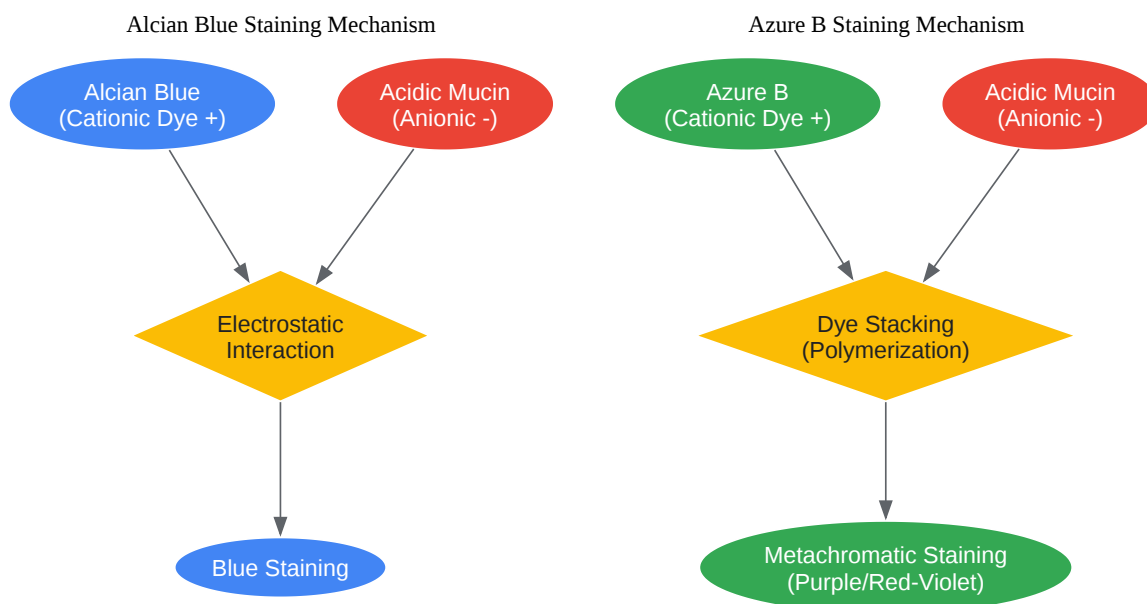 Alcian Blue Staining Mechanism
Alcian Blue
(Cationic Dye +)
Acidic Mucin
(Anionic -)
Electrostatic
Interaction
Blue Staining
Azure B Staining Mechanism
Azure B
(Cationic Dye +)
Acidic Mucin
(Anionic -)
Dye Stacking
(Polymerization)
Metachromatic Staining
(Purple/Red-Violet)